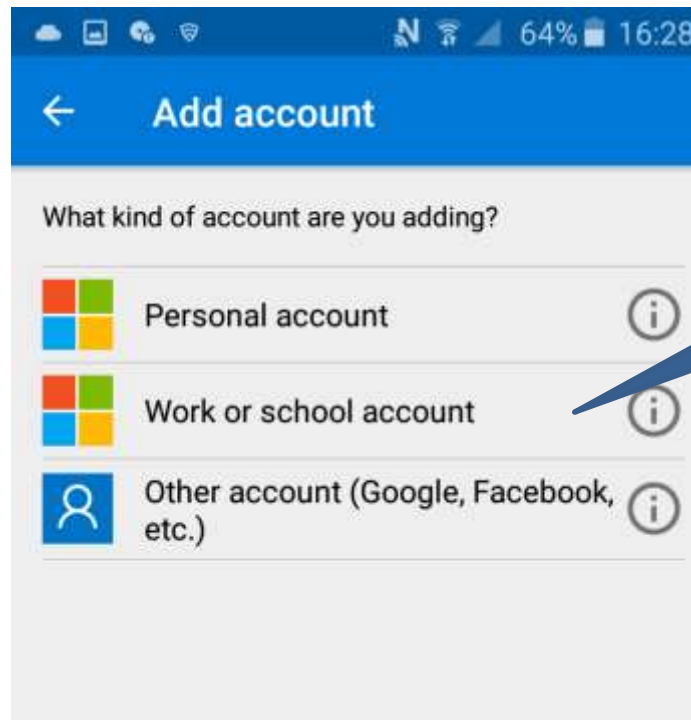 64% 16:28
Add account
What kind of account are you adding?
Personal account
Work or school account
Other account (Google, Facebook,
etc.)